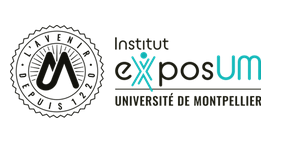 L'AVENIR
DEPUIS 1220
Institut
exposUM
UNIVERSITÉ DE MONTPELLIER